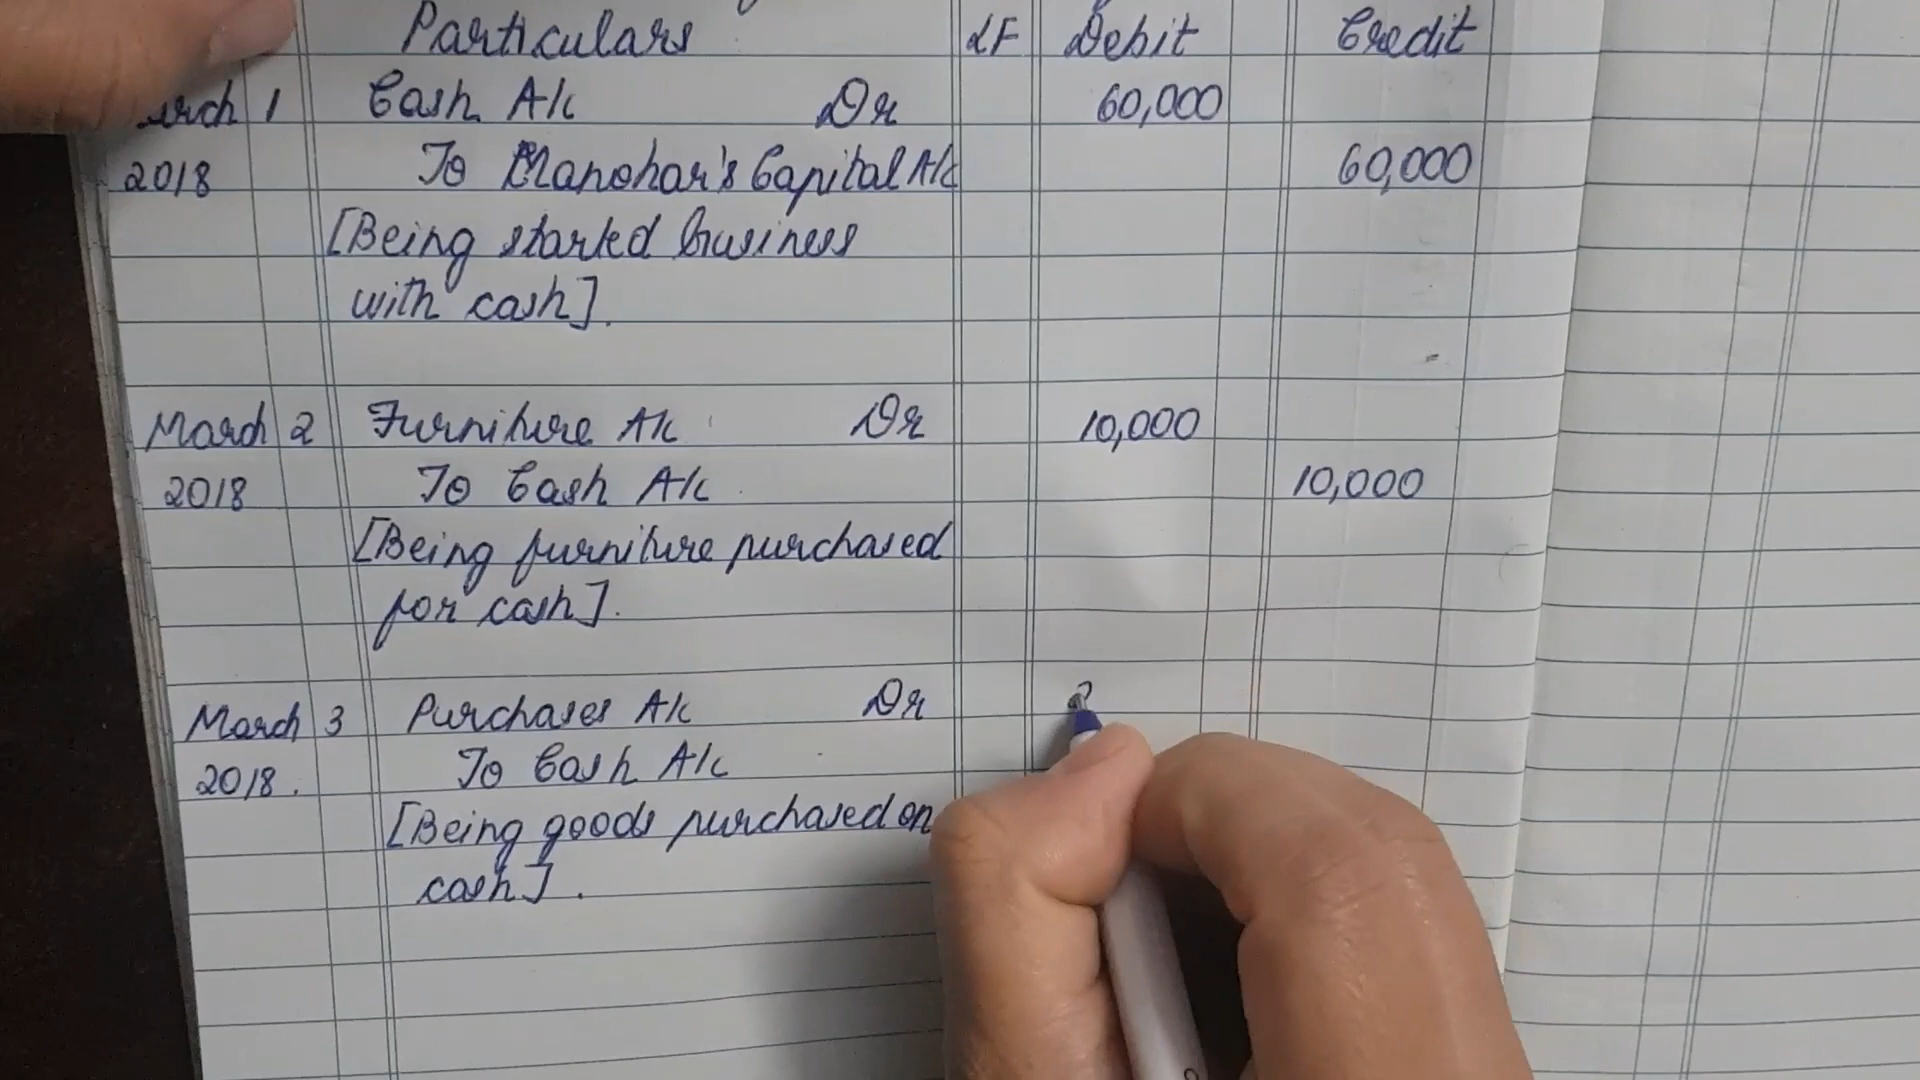 Particulars LF Debit Credit
March 1 Cash A/c Dr 60,000
2018 To Manohar's Capital A/c 60,000
[Being started business
with cash].
March 2 Furniture A/c Dr 10,000
2018 To Cash A/c 10,000
[Being furniture purchased
for cash].
March 3 Purchases A/c Dr
2018. To Cash A/c
[Being goods purchased on
cash].